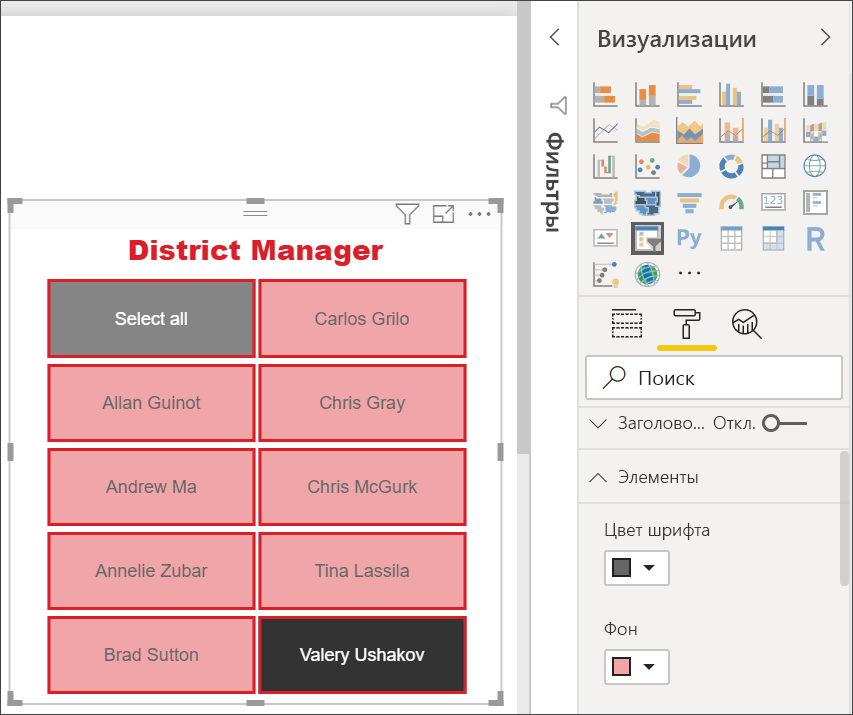 Визуализации
Фильтры
123
Py
R
District Manager
Select all
Carlos Grilo
Allan Guinot
Chris Gray
Andrew Ma
Chris McGurk
Annelie Zubar
Tina Lassila
Brad Sutton
Valery Ushakov
Поиск
Заголово... Откл.
Элементы
Цвет шрифта
Фон